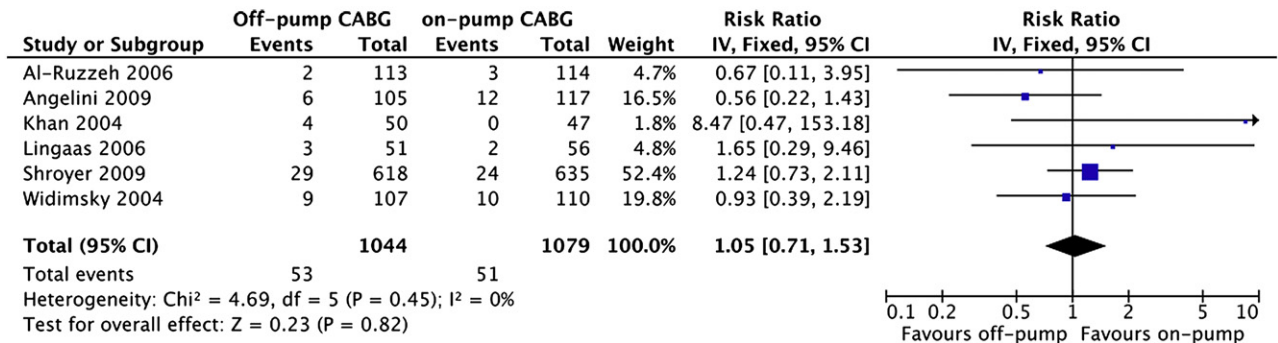 Off-pump CABG on-pump CABG Risk Ratio Risk Ratio
Study or Subgroup Events Total Events Total Weight IV, Fixed, 95% CI IV, Fixed, 95% CI
Al-Ruzzeh 2006 2 113 3 114 4.7% 0.67 [0.11, 3.95]
Angelini 2009 6 105 12 117 16.5% 0.56 [0.22, 1.43]
Khan 2004 4 50 0 47 1.8% 8.47 [0.47, 153.18]
Lingaas 2006 3 51 2 56 4.8% 1.65 [0.29, 9.46]
Shroyer 2009 29 618 24 635 52.4% 1.24 [0.73, 2.11]
Widimsky 2004 9 107 10 110 19.8% 0.93 [0.39, 2.19]
Total (95% CI) 1044 1079 100.0% 1.05 [0.71, 1.53]
Total events 53 51
Heterogeneity: Chi² = 4.69, df = 5 (P = 0.45); I² = 0%
Test for overall effect: Z = 0.23 (P = 0.82)
0.1 0.2 0.5 1 2 5 10
Favours off-pump Favours on-pump